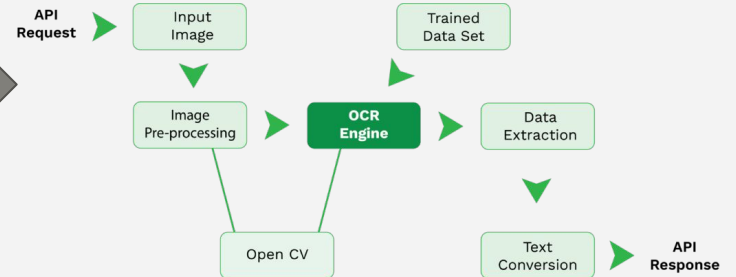 API
Request
Input
Image
Trained
Data Set
Image
Pre-processing
OCR
Engine
Data
Extraction
Open CV
Text
Conversion
API
Response